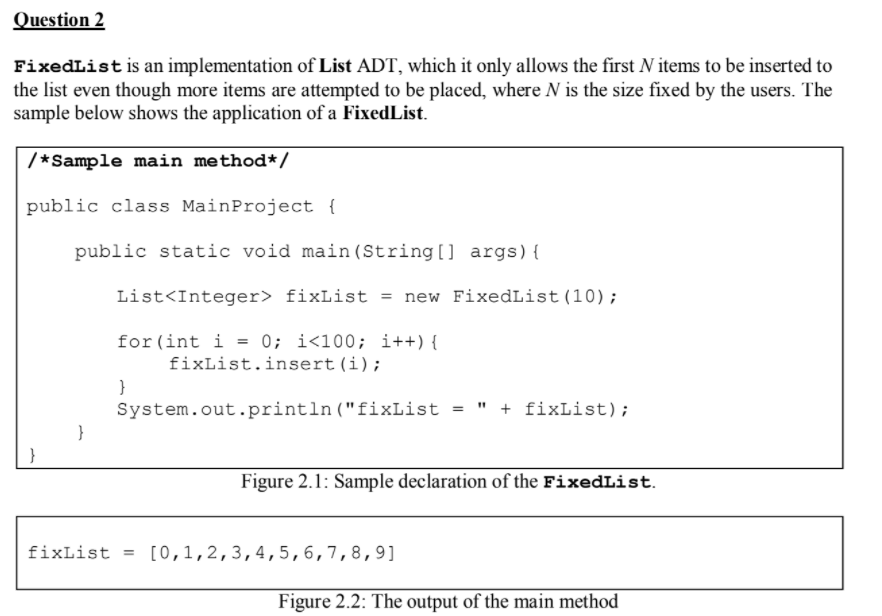 Question 2
FixedList is an implementation of List ADT, which it only allows the first N items to be inserted to
the list even though more items are attempted to be placed, where N is the size fixed by the users. The
sample below shows the application of a FixedList.
/*Sample main method*/
public class MainProject {
public static void main(String[] args){
List<Integer> fixList = new FixedList(10);
for(int i = 0; i<100; i++){
fixList.insert(i);
}
System.out.println("fixList = " + fixList);
}
}
Figure 2.1: Sample declaration of the FixedList.
fixList = [0,1,2,3,4,5,6,7,8,9]
Figure 2.2: The output of the main method